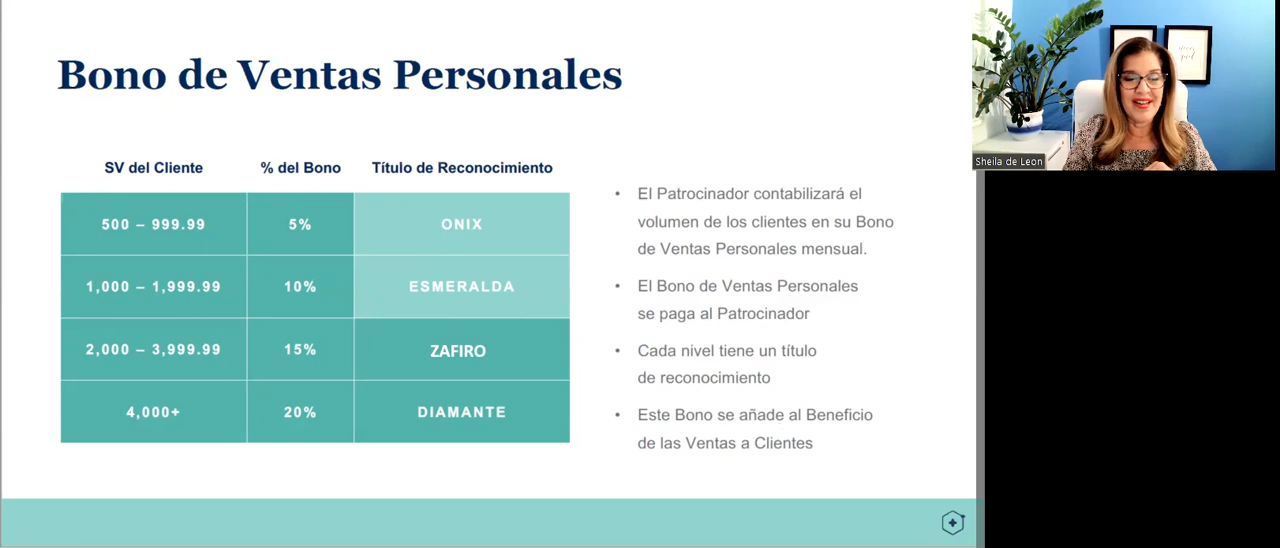 Bono de Ventas Personales
SV del Cliente % del Bono Título de Reconocimiento
500 – 999.99 5% ONIX
1,000 – 1,999.99 10% ESMERALDA
2,000 – 3,999.99 15% ZAFIRO
4,000+ 20% DIAMANTE
• El Patrocinador contabilizará el
volumen de los clientes en su Bono
de Ventas Personales mensual.
• El Bono de Ventas Personales
se paga al Patrocinador
• Cada nivel tiene un título
de reconocimiento
• Este Bono se añade al Beneficio
de las Ventas a Clientes
Sheila de Leon